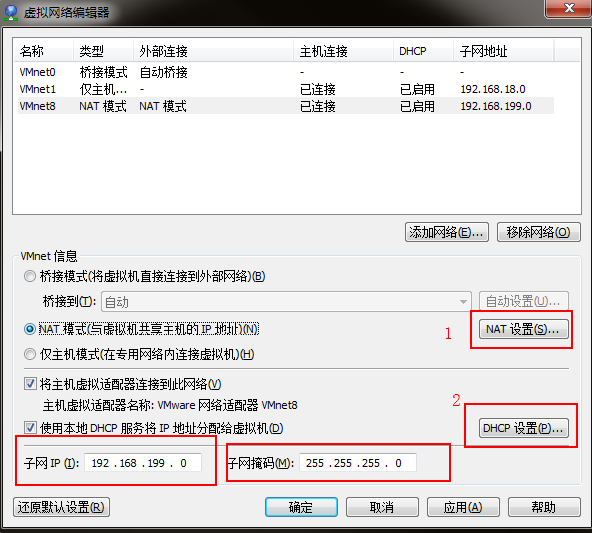 虚拟网络编辑器
名称 类型 外部连接 主机连接 DHCP 子网地址
VMnet0 桥接模式 自动桥接 - - -
VMnet1 仅主机... - 已连接 已启用 192.168.18.0
VMnet8 NAT 模式 NAT 模式 已连接 已启用 192.168.199.0
添加网络(E)... 移除网络(O)
VMnet 信息
桥接模式(将虚拟机直接连接到外部网络)(B)
桥接到(T): 自动 自动设置(U)...
NAT 模式(与虚拟机共享主机的 IP 地址)(N) 1 NAT 设置(S)...
仅主机模式(在专用网络内连接虚拟机)(H)
将主机虚拟适配器连接到此网络(V)
主机虚拟适配器名称: VMware 网络适配器 VMnet8 2
使用本地 DHCP 服务将 IP 地址分配给虚拟机(D) DHCP 设置(P)...
子网 IP (I): 192 .168 .199 . 0 子网掩码(M): 255 .255 .255 . 0
还原默认设置(R) 确定 取消 应用(A) 帮助